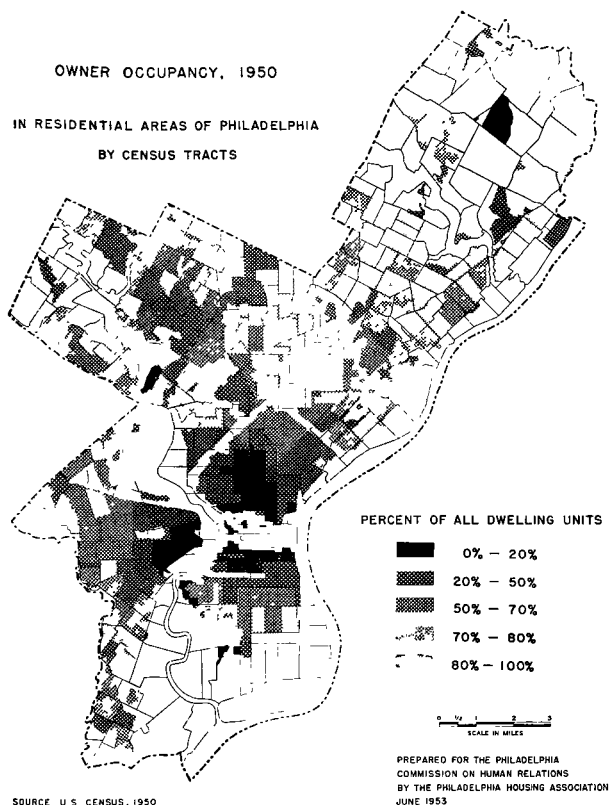 OWNER OCCUPANCY, 1950
IN RESIDENTIAL AREAS OF PHILADELPHIA
BY CENSUS TRACTS
PERCENT OF ALL DWELLING UNITS
0% – 20%
20% – 50%
50% – 70%
70% – 80%
80% – 100%
0 1/2 1 2 3
SCALE IN MILES
PREPARED FOR THE PHILADELPHIA
COMMISSION ON HUMAN RELATIONS
BY THE PHILADELPHIA HOUSING ASSOCIATION
JUNE 1953
SOURCE U.S. CENSUS, 1950